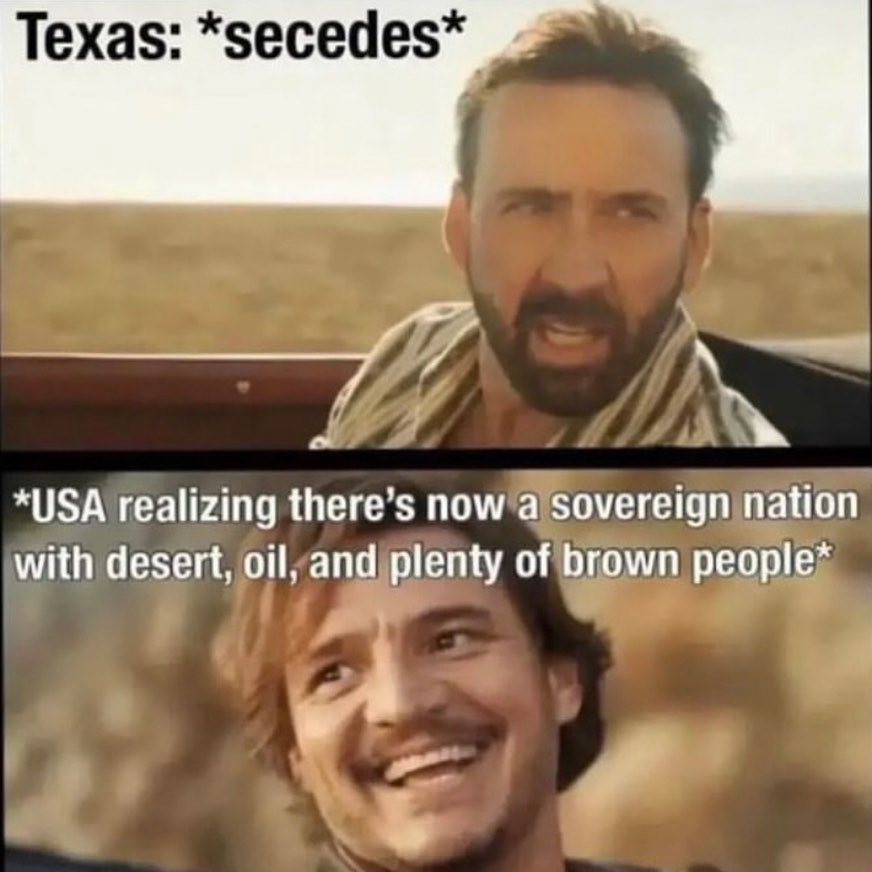 Texas: *secedes*
*USA realizing there's now a sovereign nation
with desert, oil, and plenty of brown people*